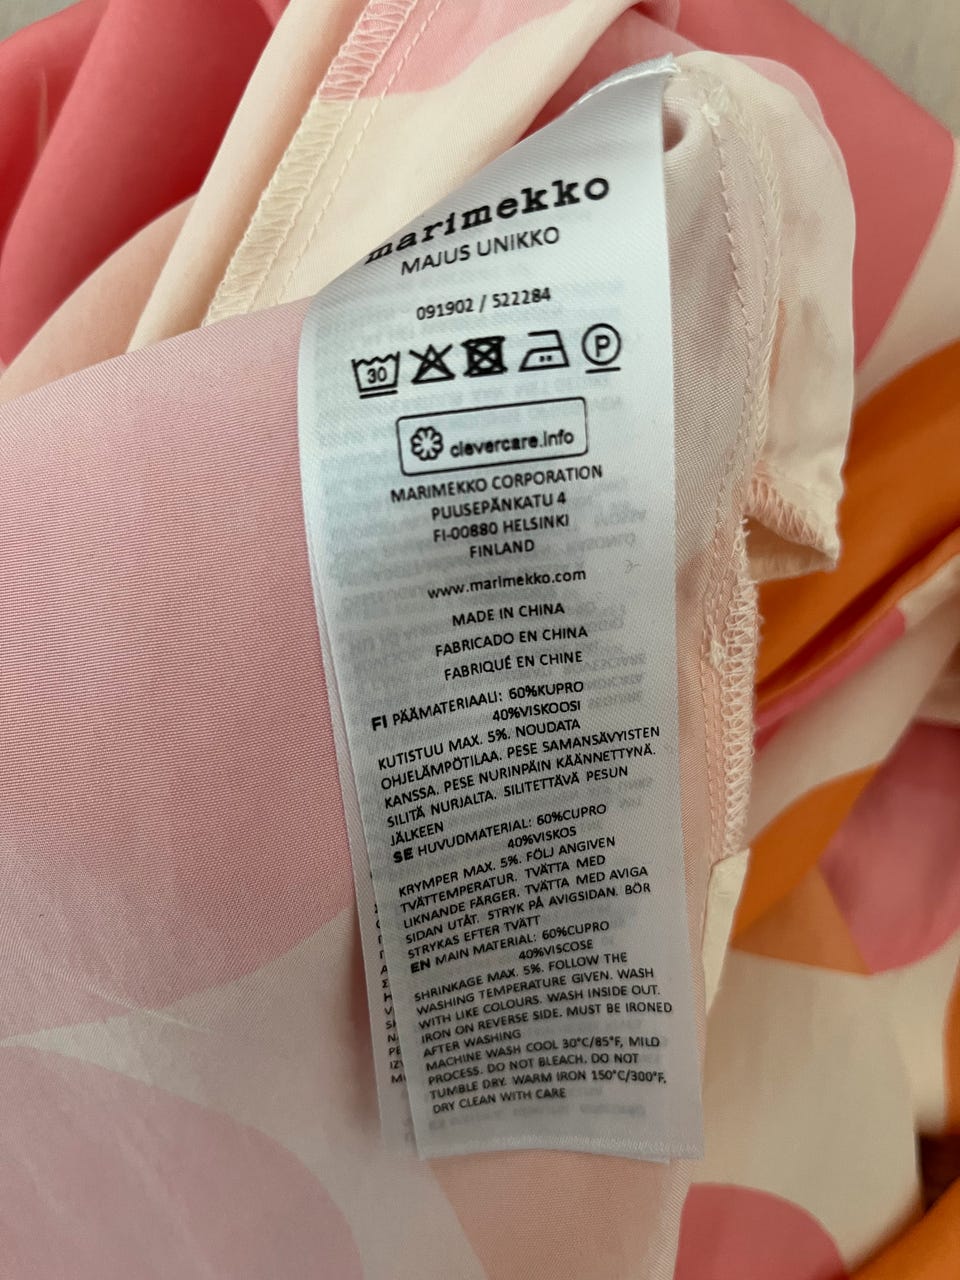 marimekko
MAJUS UNIKKO
091902 / 522284
30 P
clevercare.info
MARIMEKKO CORPORATION
PUUSEPÄNKATU 4
FI-00880 HELSINKI
FINLAND
www.marimekko.com
MADE IN CHINA
FABRICADO EN CHINA
FABRIQUÉ EN CHINE
FI PÄÄMATERIAALI: 60%KUPRO
40%VISKOOSI
KUTISTUU MAX. 5%. NOUDATA
OHJELÄMPÖTILAA. PESE SAMANSÄVYISTEN
KANSSA. PESE NURINPÄIN KÄÄNNETTYNÄ.
SILITÄ NURJALTA. SILITETTÄVÄ PESUN
JÄLKEEN
SE HUVUDMATERIAL: 60%CUPRO
40%VISKOS
KRYMPER MAX. 5%. FÖLJ ANGIVEN
TVÄTTEMPERATUR. TVÄTTA MED
LIKNANDE FÄRGER. TVÄTTA MED AVIGA
SIDAN UTÅT. STRYK PÅ AVIGSIDAN. BÖR
STRYKAS EFTER TVÄTT
EN MAIN MATERIAL: 60%CUPRO
40%VISCOSE
SHRINKAGE MAX. 5%. FOLLOW THE
WASHING TEMPERATURE GIVEN. WASH
WITH LIKE COLOURS. WASH INSIDE OUT.
IRON ON REVERSE SIDE. MUST BE IRONED
AFTER WASHING
MACHINE WASH COOL 30°C/85°F, MILD
PROCESS. DO NOT BLEACH. DO NOT
TUMBLE DRY. WARM IRON 150°C/300°F,
DRY CLEAN WITH CARE